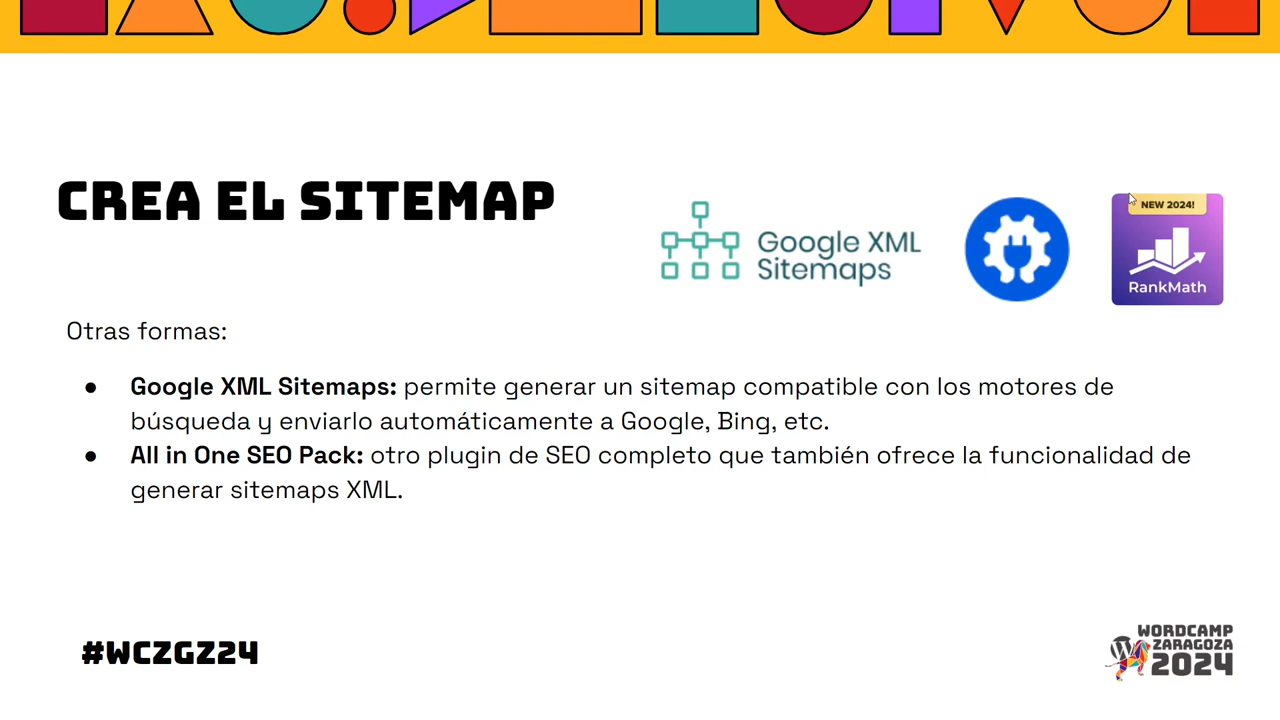 CREA EL SITEMAP
Google XML
Sitemaps
NEW 2024!
RankMath
Otras formas:
● Google XML Sitemaps: permite generar un sitemap compatible con los motores de
búsqueda y enviarlo automáticamente a Google, Bing, etc.
● All in One SEO Pack: otro plugin de SEO completo que también ofrece la funcionalidad de
generar sitemaps XML.
#WCZGZ24
WORDCAMP
ZARAGOZA
2024